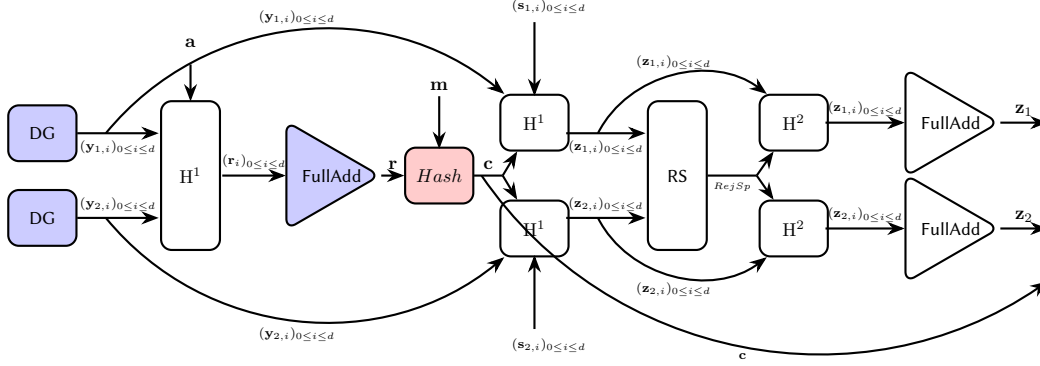 (𝐲₁,ᵢ)₀≤ᵢ≤d
(𝐬₁,ᵢ)₀≤ᵢ≤d
𝐚
(𝐳₁,ᵢ)₀≤ᵢ≤d
𝐦
DG
(𝐲₁,ᵢ)₀≤ᵢ≤d
H¹
(𝐳₁,ᵢ)₀≤ᵢ≤d
H²
(𝐳₁,ᵢ)₀≤ᵢ≤d
FullAdd
𝐳₁
H¹
(𝐫ᵢ)₀≤ᵢ≤d
FullAdd
𝐫
Hash
𝐜
RS
RejSp
DG
(𝐲₂,ᵢ)₀≤ᵢ≤d
H¹
(𝐳₂,ᵢ)₀≤ᵢ≤d
H²
(𝐳₂,ᵢ)₀≤ᵢ≤d
FullAdd
𝐳₂
(𝐳₂,ᵢ)₀≤ᵢ≤d
(𝐲₂,ᵢ)₀≤ᵢ≤d
(𝐬₂,ᵢ)₀≤ᵢ≤d
𝐜